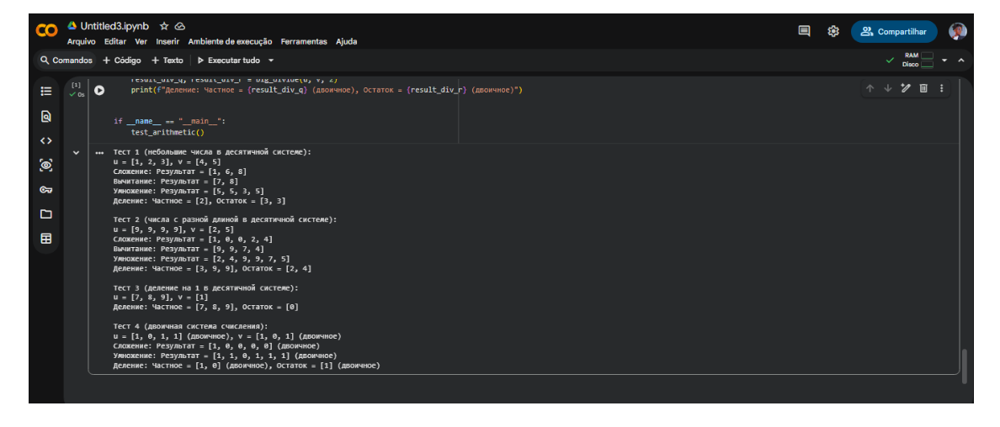 Untitled3.ipynb
Arquivo Editar Ver Inserir Ambiente de execução Ferramentas Ajuda
Compartilhar
Comandos + Código + Texto Executar tudo
RAM
Disco
[1]
0s
result_div_q, result_div_r = big_divide(u, v, 2)
print(f"Деление: Частное = {result_div_q} (двоичное), Остаток = {result_div_r} (двоичное)")
if __name__ == "__main__":
test_arithmetic()
Тест 1 (небольшие числа в десятичной системе):
u = [1, 2, 3], v = [4, 5]
Сложение: Результат = [1, 6, 8]
Вычитание: Результат = [7, 8]
Умножение: Результат = [5, 5, 3, 5]
Деление: Частное = [2], Остаток = [3, 3]
Тест 2 (числа с разной длиной в десятичной системе):
u = [9, 9, 9, 9], v = [2, 5]
Сложение: Результат = [1, 0, 0, 2, 4]
Вычитание: Результат = [9, 9, 7, 4]
Умножение: Результат = [2, 4, 9, 9, 7, 5]
Деление: Частное = [3, 9, 9], Остаток = [2, 4]
Тест 3 (деление на 1 в десятичной системе):
u = [7, 8, 9], v = [1]
Деление: Частное = [7, 8, 9], Остаток = [0]
Тест 4 (двоичная система счисления):
u = [1, 0, 1, 1] (двоичное), v = [1, 0, 1] (двоичное)
Сложение: Результат = [1, 0, 0, 0, 0] (двоичное)
Умножение: Результат = [1, 1, 0, 1, 1, 1] (двоичное)
Деление: Частное = [1, 0] (двоичное), Остаток = [1] (двоичное)